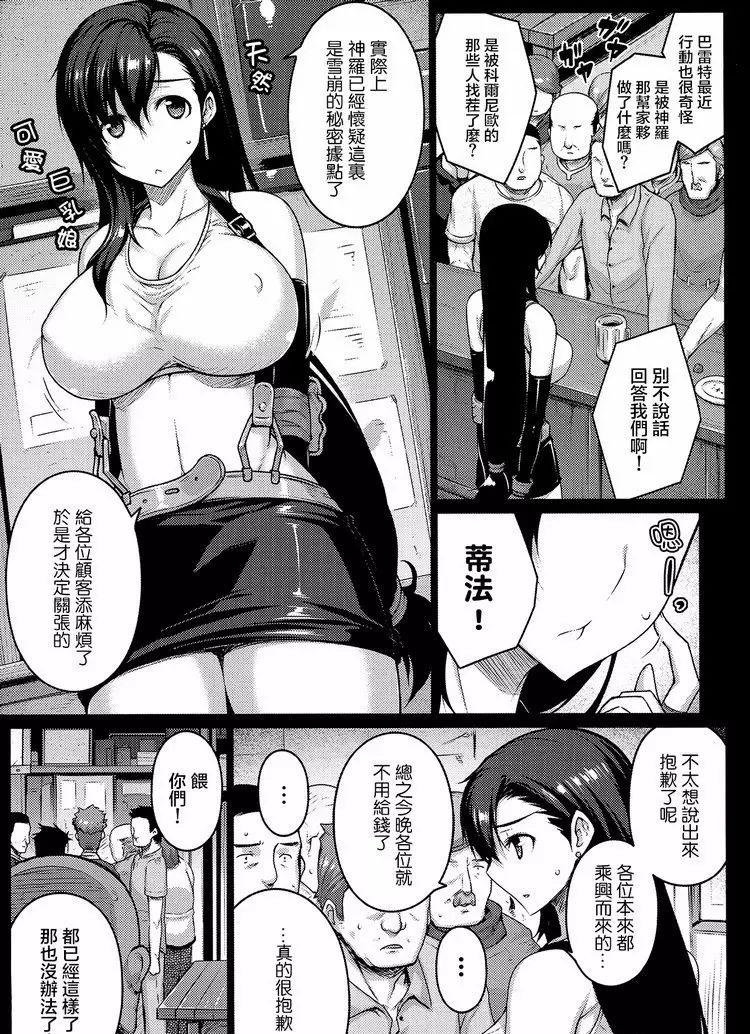 巴雷特最近
行動也很奇怪
是被神羅
那幫家夥
做了什麼嗎?
是被科爾尼歐的
那些人找茬了麼?
別不說話
回答我們啊!
嗯—,
蒂法!
實際上
神羅已經懷疑這裏
是雪崩的秘密據點了
天然
可愛
巨乳娘
給各位顧客添麻煩了
於是才決定關張的
不太想說出來
抱歉了呢
各位本來都
乘興而來的…
總之今晚各位就
不用給錢了
…
…
…真的很抱歉
餵
你們!
都已經這樣了
那也沒辦法了